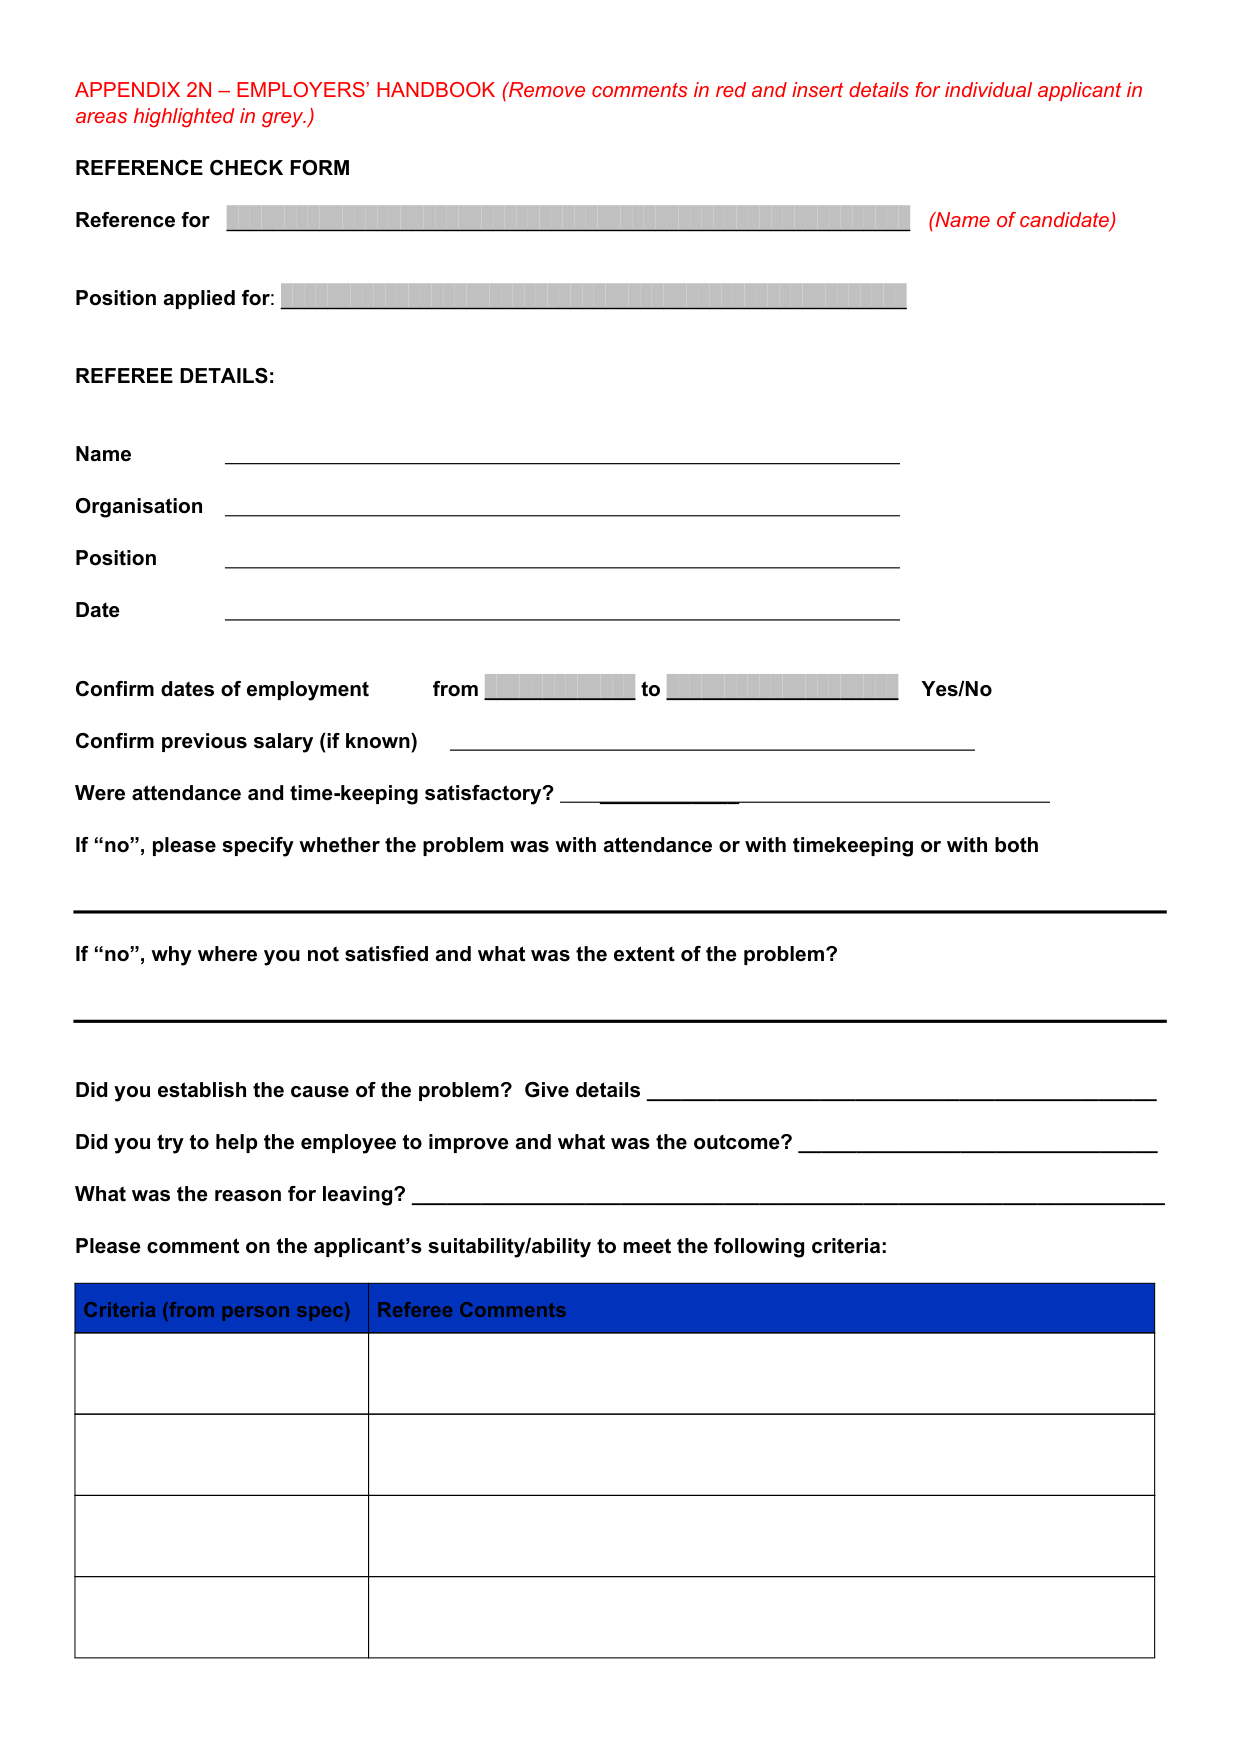 APPENDIX 2N – EMPLOYERS’ HANDBOOK (Remove comments in red and insert details for individual applicant in
areas highlighted in grey.)
REFERENCE CHECK FORM
Reference for (Name of candidate)
Position applied for:
REFEREE DETAILS:
Name
Organisation
Position
Date
Confirm dates of employment from to Yes/No
Confirm previous salary (if known)
Were attendance and time-keeping satisfactory?
If “no”, please specify whether the problem was with attendance or with timekeeping or with both
If “no”, why where you not satisfied and what was the extent of the problem?
Did you establish the cause of the problem? Give details
Did you try to help the employee to improve and what was the outcome?
What was the reason for leaving?
Please comment on the applicant’s suitability/ability to meet the following criteria:
Criteria (from person spec) Referee Comments